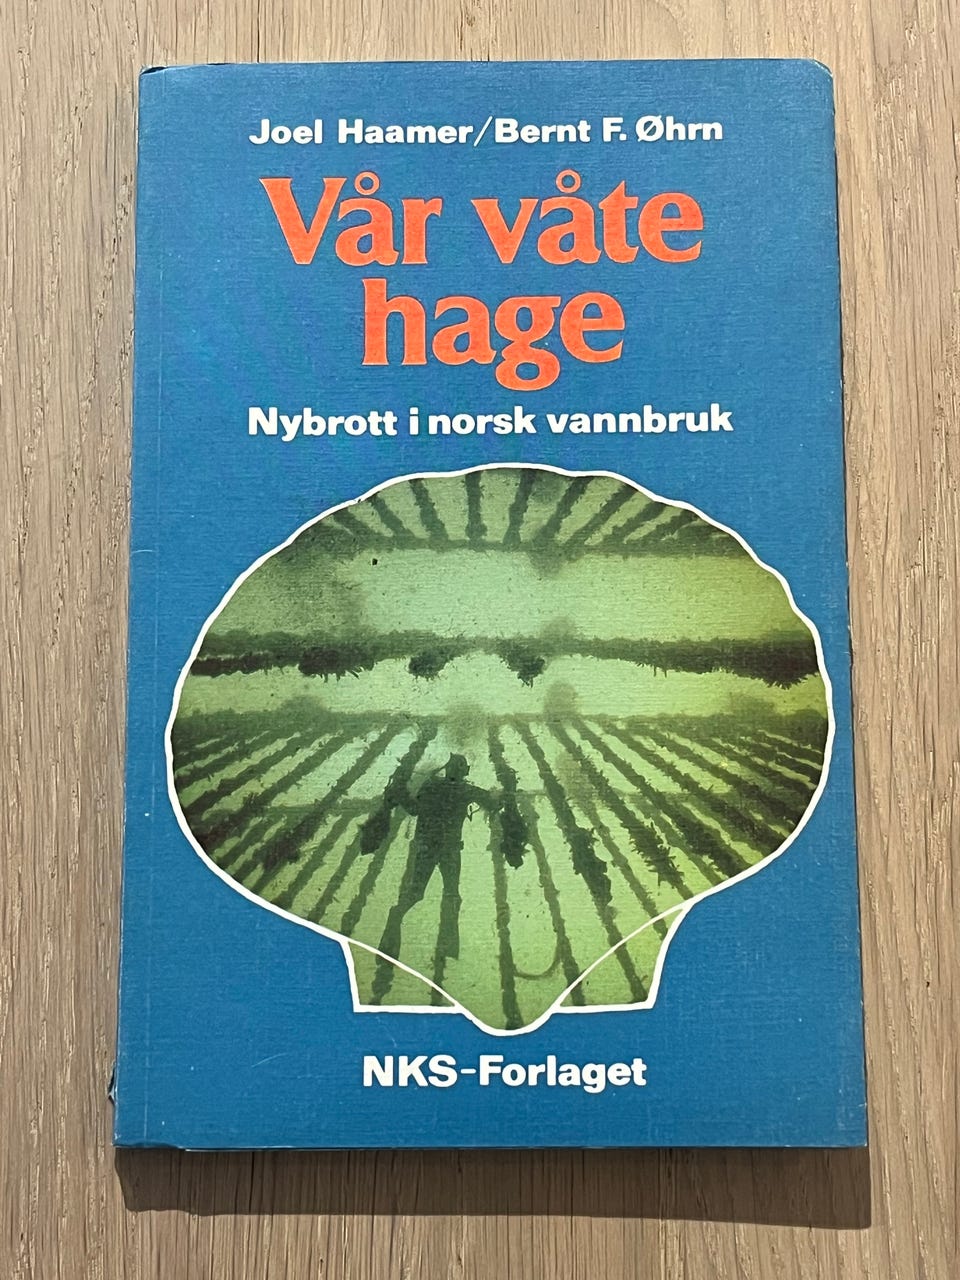 Joel Haamer/Bernt F. Øhrn
Vår våte
hage
Nybrott i norsk vannbruk
NKS-Forlaget